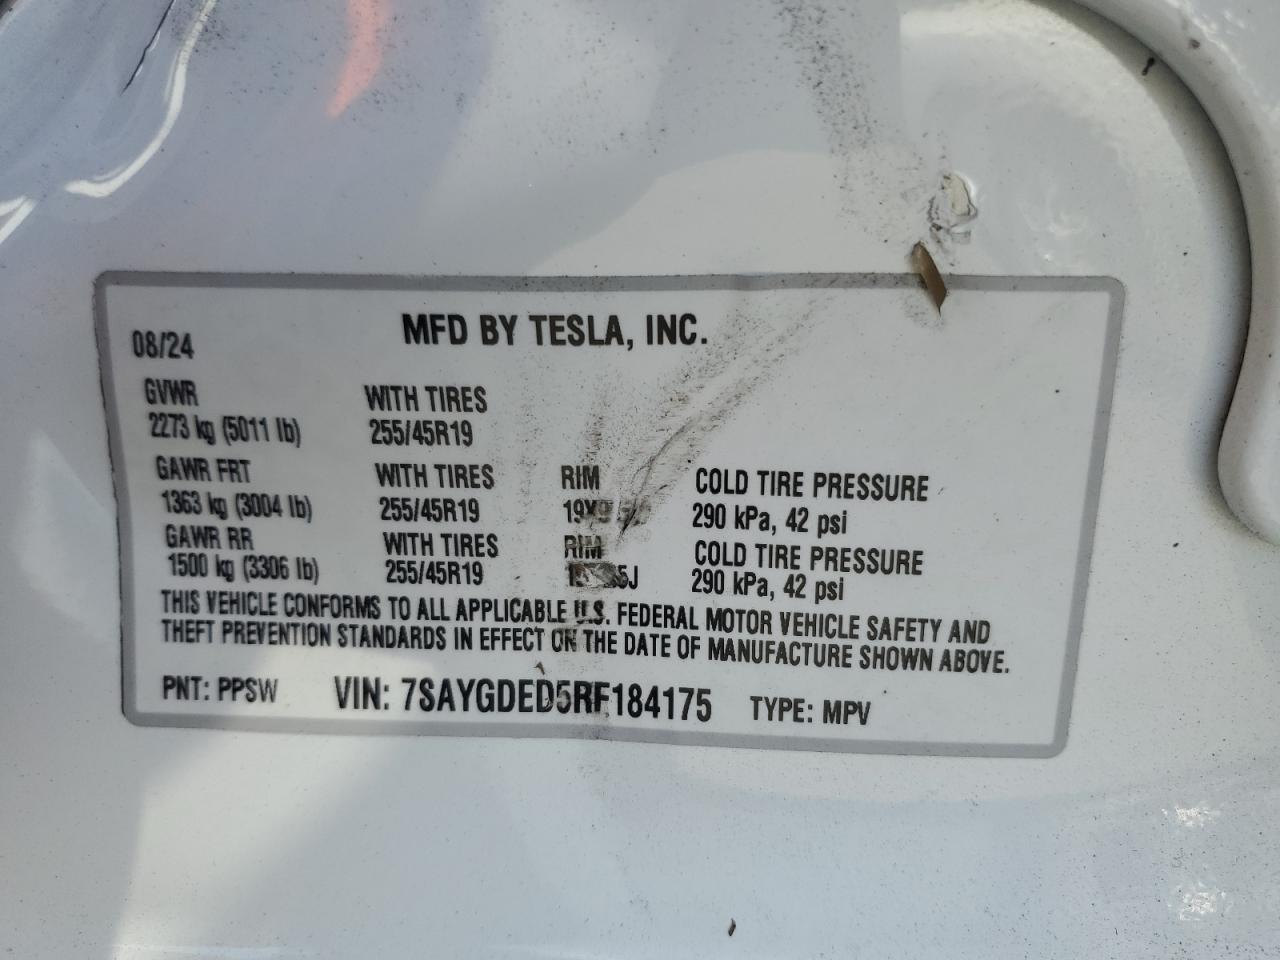 MFD BY TESLA, INC.
08/24
GVWR WITH TIRES
2273 kg (5011 lb) 255/45R19
GAWR FRT WITH TIRES RIM COLD TIRE PRESSURE
1363 kg (3004 lb) 255/45R19 290 kPa, 42 psi
GAWR RR WITH TIRES RIM COLD TIRE PRESSURE
1500 kg (3306 lb) 255/45R19 290 kPa, 42 psi
THIS VEHICLE CONFORMS TO ALL APPLICABLE U.S. FEDERAL MOTOR VEHICLE SAFETY AND
THEFT PREVENTION STANDARDS IN EFFECT ON THE DATE OF MANUFACTURE SHOWN ABOVE.
PNT: PPSW VIN: 7SAYGDED5RF184175 TYPE: MPV